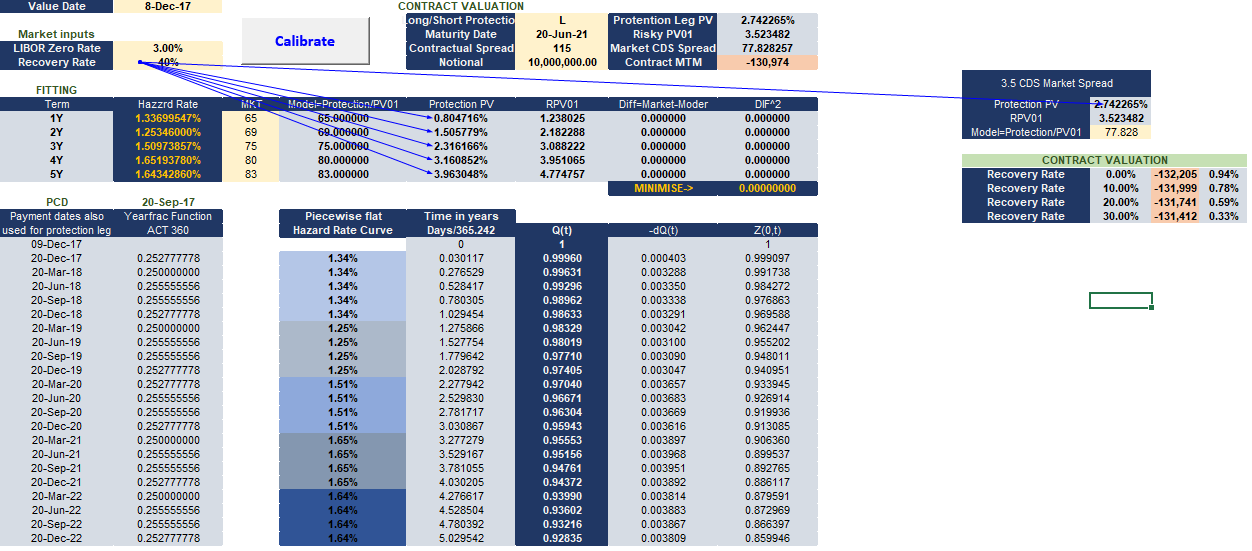 Value Date 8-Dec-17
CONTRACT VALUATION
Long/Short Protectio L Protention Leg PV 2.742265%
Market inputs Maturity Date 20-Jun-21 Risky PV01 3.523482
LIBOR Zero Rate 3.00% Contractual Spread 115 Market CDS Spread 77.828257
Recovery Rate 40% Notional 10,000,000.00 Contract MTM -130,974
Calibrate
3.5 CDS Market Spread
Protection PV 2.742265%
RPV01 3.523482
Model=Protection/PV01 77.828
FITTING
Term Hazzrd Rate MKT Model=Protection/PV01 Protection PV RPV01 Diff=Market-Moder DIF^2
1Y 1.33699547% 65 65.000000 0.804716% 1.238025 0.000000 0.000000
2Y 1.25346000% 69 69.000000 1.505779% 2.182288 0.000000 0.000000
3Y 1.50973857% 75 75.000000 2.316166% 3.088222 0.000000 0.000000
4Y 1.65193780% 80 80.000000 3.160852% 3.951065 0.000000 0.000000
5Y 1.64342860% 83 83.000000 3.963048% 4.774757 0.000000 0.000000
MINIMISE-> 0.00000000
CONTRACT VALUATION
Recovery Rate 0.00% -132,205 0.94%
Recovery Rate 10.00% -131,999 0.78%
Recovery Rate 20.00% -131,741 0.59%
Recovery Rate 30.00% -131,412 0.33%
PCD 20-Sep-17
Payment dates also Yearfrac Function Piecewise flat Time in years
used for protection leg ACT 360 Hazard Rate Curve Days/365.242 Q(t) -dQ(t) Z(0,t)
09-Dec-17 0 1 1
20-Dec-17 0.252777778 1.34% 0.030117 0.99960 0.000403 0.999097
20-Mar-18 0.250000000 1.34% 0.276529 0.99631 0.003288 0.991738
20-Jun-18 0.255555556 1.34% 0.528417 0.99296 0.003350 0.984272
20-Sep-18 0.255555556 1.34% 0.780305 0.98962 0.003338 0.976863
20-Dec-18 0.252777778 1.34% 1.029454 0.98633 0.003291 0.969588
20-Mar-19 0.250000000 1.25% 1.275866 0.98329 0.003042 0.962447
20-Jun-19 0.255555556 1.25% 1.527754 0.98019 0.003100 0.955202
20-Sep-19 0.255555556 1.25% 1.779642 0.97710 0.003090 0.948011
20-Dec-19 0.252777778 1.25% 2.028792 0.97405 0.003047 0.940951
20-Mar-20 0.252777778 1.51% 2.277942 0.97040 0.003657 0.933945
20-Jun-20 0.255555556 1.51% 2.529830 0.96671 0.003683 0.926914
20-Sep-20 0.255555556 1.51% 2.781717 0.96304 0.003669 0.919936
20-Dec-20 0.252777778 1.51% 3.030867 0.95943 0.003616 0.913085
20-Mar-21 0.250000000 1.65% 3.277279 0.95553 0.003897 0.906360
20-Jun-21 0.255555556 1.65% 3.529167 0.95156 0.003968 0.899537
20-Sep-21 0.255555556 1.65% 3.781055 0.94761 0.003951 0.892765
20-Dec-21 0.252777778 1.65% 4.030205 0.94372 0.003892 0.886117
20-Mar-22 0.250000000 1.64% 4.276617 0.93990 0.003814 0.879591
20-Jun-22 0.255555556 1.64% 4.528504 0.93602 0.003883 0.872969
20-Sep-22 0.255555556 1.64% 4.780392 0.93216 0.003867 0.866397
20-Dec-22 0.252777778 1.64% 5.029542 0.92835 0.003809 0.859946